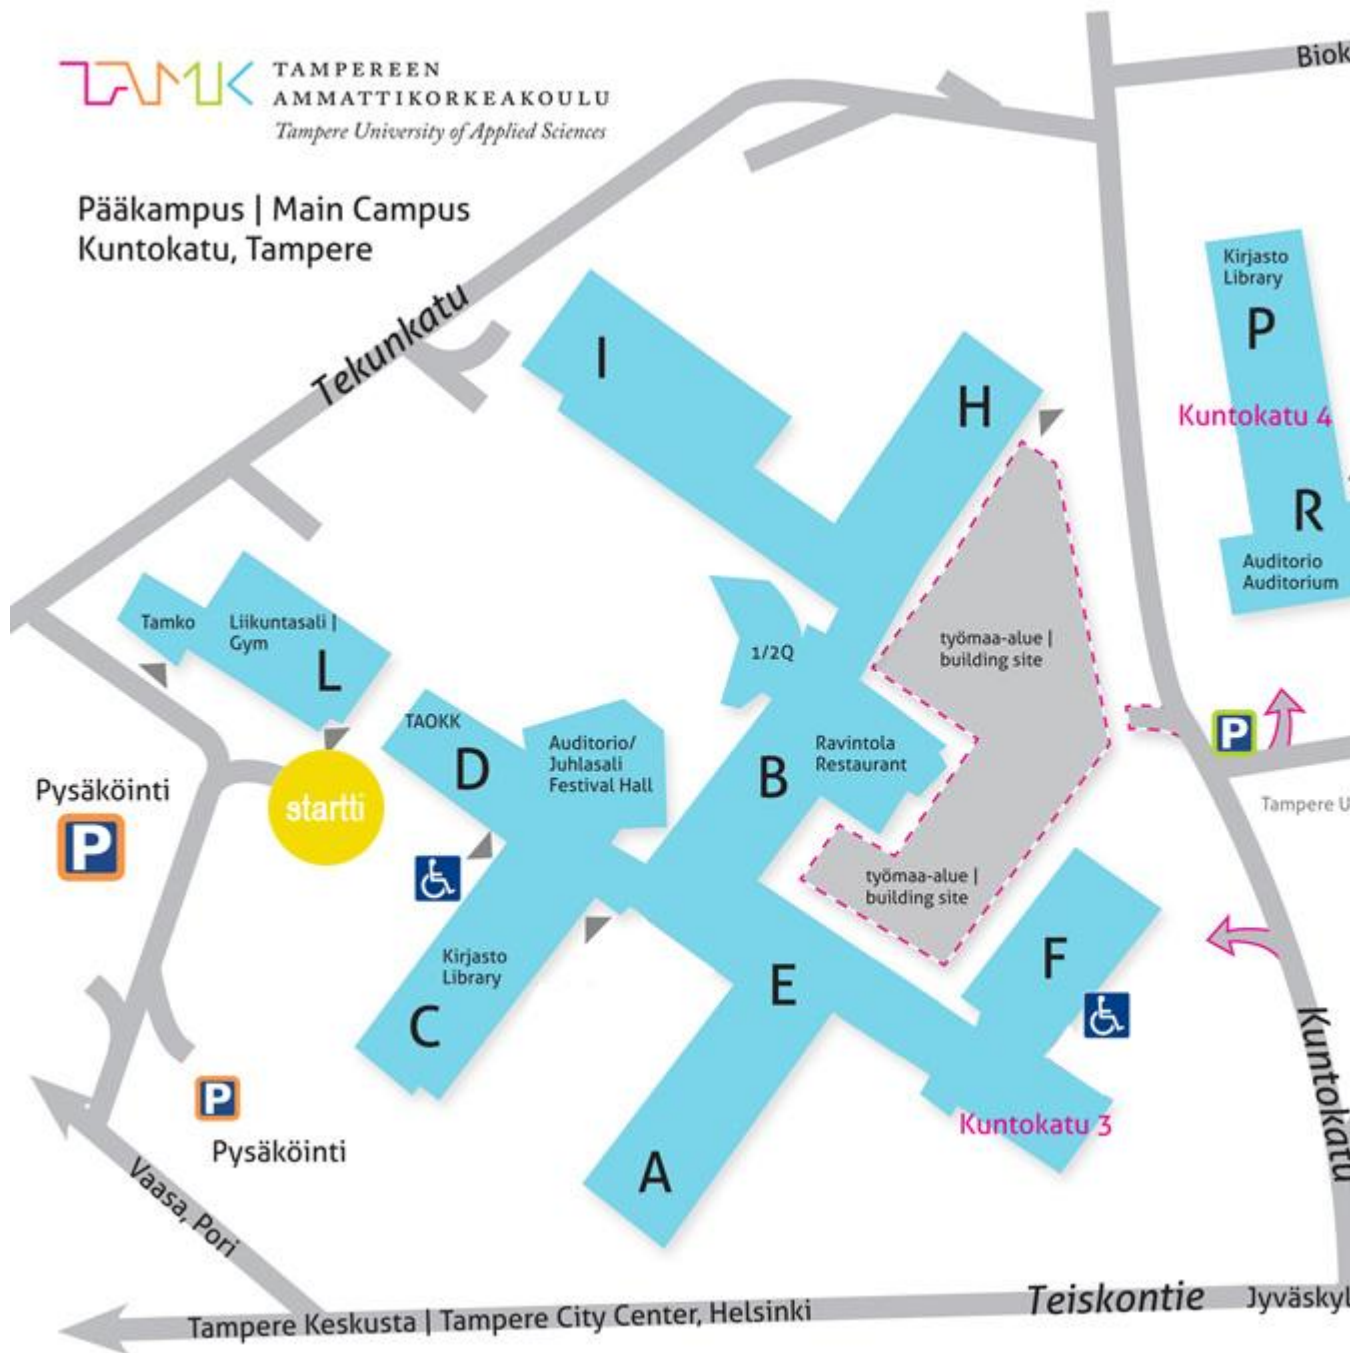 TAMK
TAMPEREEN
AMMATTIKORKEAKOULU
Tampere University of Applied Sciences
Pääkampus | Main Campus
Kuntokatu, Tampere
Biok
Tekunkatu
I
H
Kirjasto
Library
P
Kuntokatu 4
R
Auditorio
Auditorium
Tamko
Liikuntasali |
Gym
L
1/2Q
työmaa-alue |
building site
TAOKK
D
Auditorio/
Juhlasali
Festival Hall
B
Ravintola
Restaurant
P
Tampere U
Pysäköinti
P
startti
työmaa-alue |
building site
Kirjasto
Library
C
E
F
Kuntokatu
P
Pysäköinti
Kuntokatu 3
A
Vaasa, Pori
Tampere Keskusta | Tampere City Center, Helsinki
Teiskontie
Jyväskyl